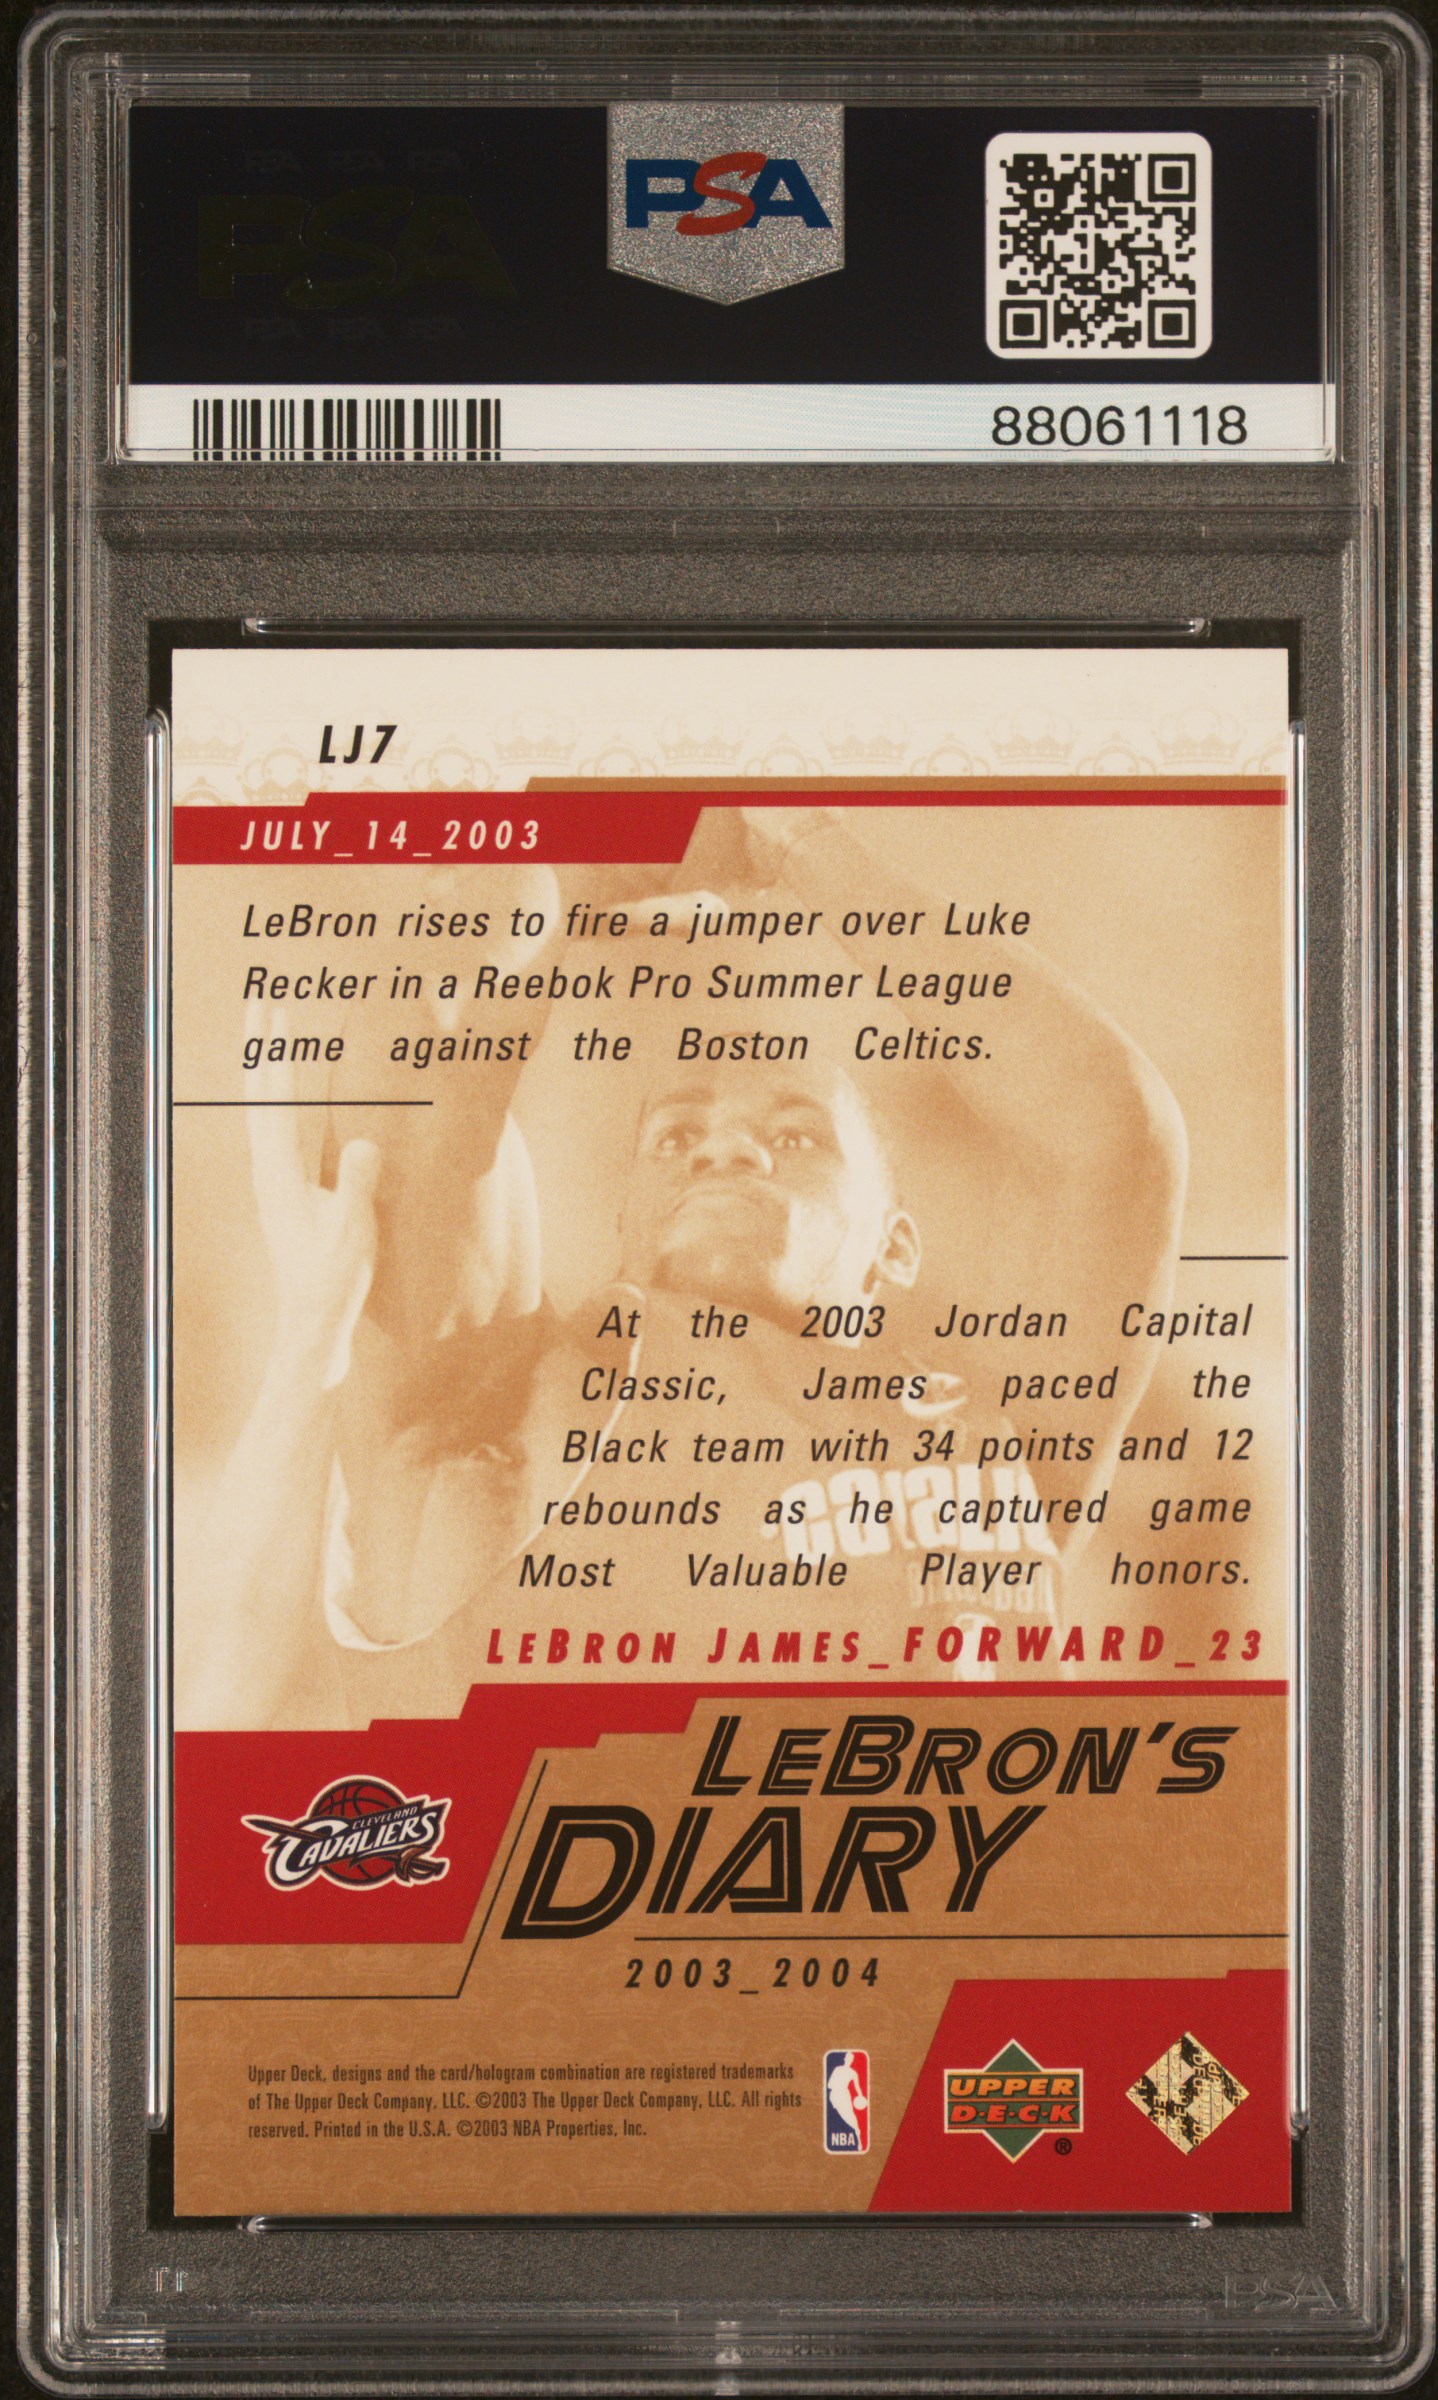 PSA
88061118
LJ7
JULY_14_2003
LeBron rises to fire a jumper over Luke
Recker in a Reebok Pro Summer League
game against the Boston Celtics.
At the 2003 Jordan Capital
Classic, James paced the
Black team with 34 points and 12
rebounds as he captured game
Most Valuable Player honors.
LEBRON JAMES_FORWARD_23
LEBRON'S
DIARY
CLEVELAND
CAVALIERS
2003_2004
Upper Deck, designs and the card/hologram combination are registered trademarks
of The Upper Deck Company, LLC. ©2003 The Upper Deck Company, LLC. All rights
reserved. Printed in the U.S.A. ©2003 NBA Properties, Inc.
NBA
UPPER
D·E·C·K
®
PSA